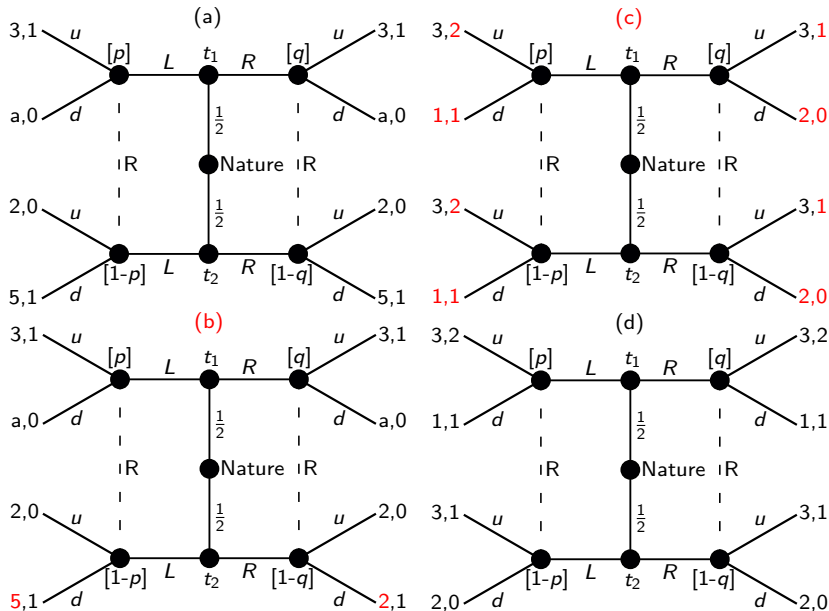 (a)
3,1 u [p] L t1 R [q] u 3,1
a,0 d 1/2 d a,0
R Nature R
2,0 u 1/2 u 2,0
5,1 d [1-p] L t2 R [1-q] d 5,1
(c)
3,2 u [p] L t1 R [q] u 3,1
1,1 d 1/2 d 2,0
R Nature R
3,2 u 1/2 u 3,1
1,1 d [1-p] L t2 R [1-q] d 2,0
(b)
3,1 u [p] L t1 R [q] u 3,1
a,0 d 1/2 d a,0
R Nature R
2,0 u 1/2 u 2,0
5,1 d [1-p] L t2 R [1-q] d 2,1
(d)
3,1 u [p] L t1 R [q] u 3,2
1,1 d 1/2 d 1,1
R Nature R
3,1 u 1/2 u 3,1
2,0 d [1-p] L t2 R [1-q] d 2,0